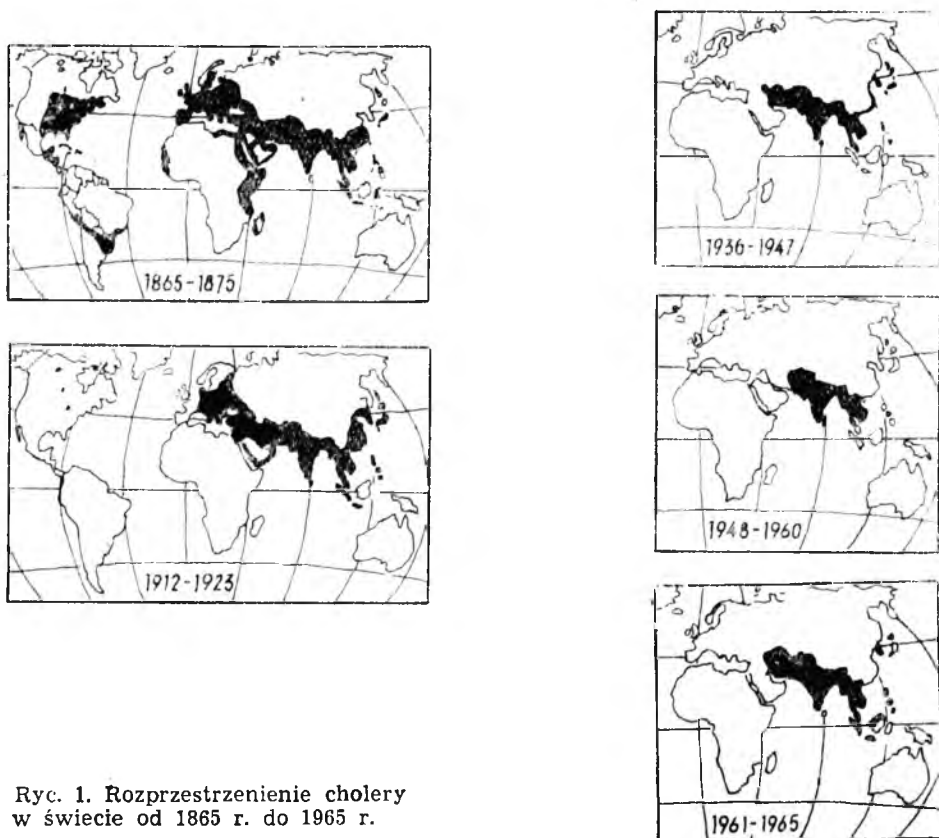 1865-1875
1912-1923
1936-1947
1948-1960
1961-1965
Ryc. 1. Rozprzestrzenienie cholery
w świecie od 1865 r. do 1965 r.